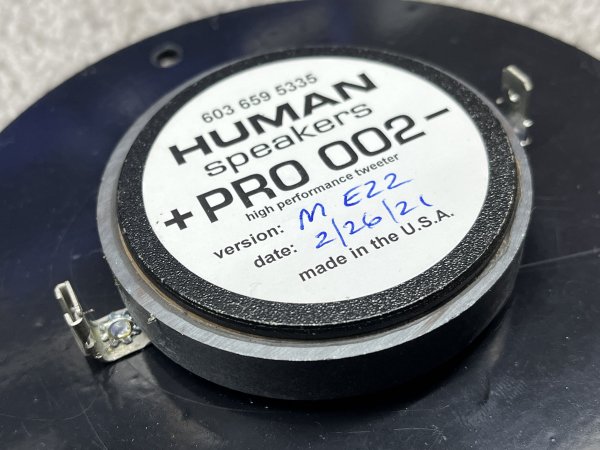 603 659 5335
HUMAN
speakers
+ PRO 002 -
high performance tweeter
version: M E22
date: 2/26/21
made in the U.S.A.